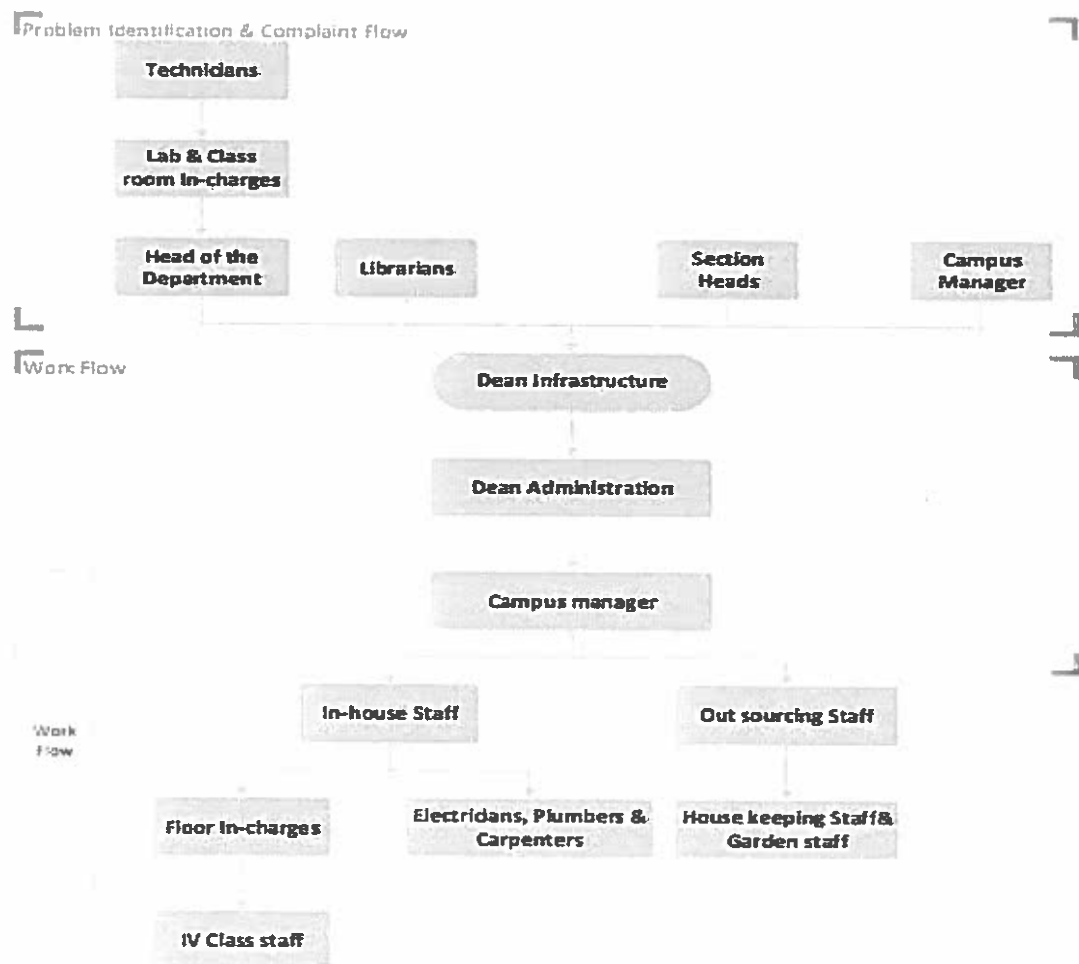 Problem Identification & Complaint Flow
Technicians
Lab & Class
room In-charges
Head of the
Department
Librarians
Section
Heads
Campus
Manager
Work Flow
Dean Infrastructure
Dean Administration
Campus manager
In-house Staff
Out sourcing Staff
Work
Flow
Floor In-charges
Electricians, Plumbers &
Carpenters
House keeping Staff&
Garden staff
IV Class staff